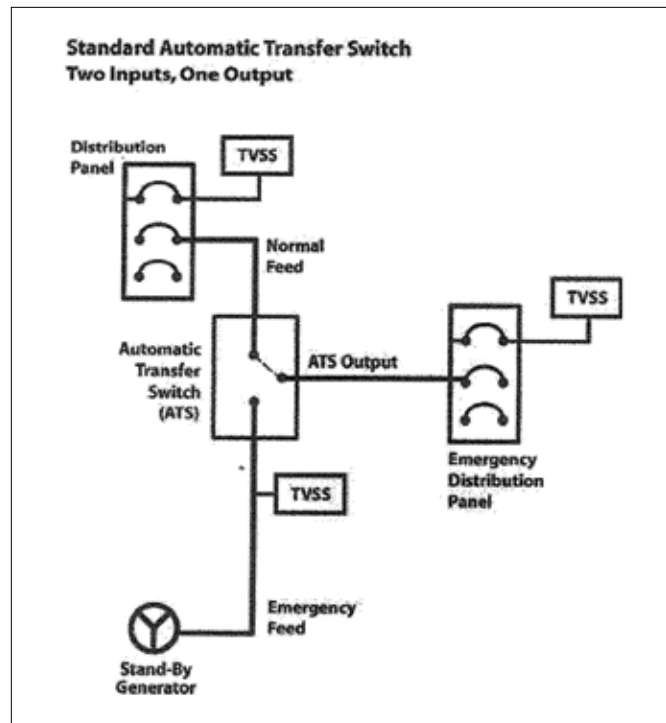 Standard Automatic Transfer Switch
Two Inputs, One Output
Distribution
Panel
TVSS
Normal
Feed
TVSS
Automatic
Transfer
Switch
(ATS)
ATS Output
Emergency
Distribution
Panel
TVSS
Emergency
Feed
Stand-By
Generator